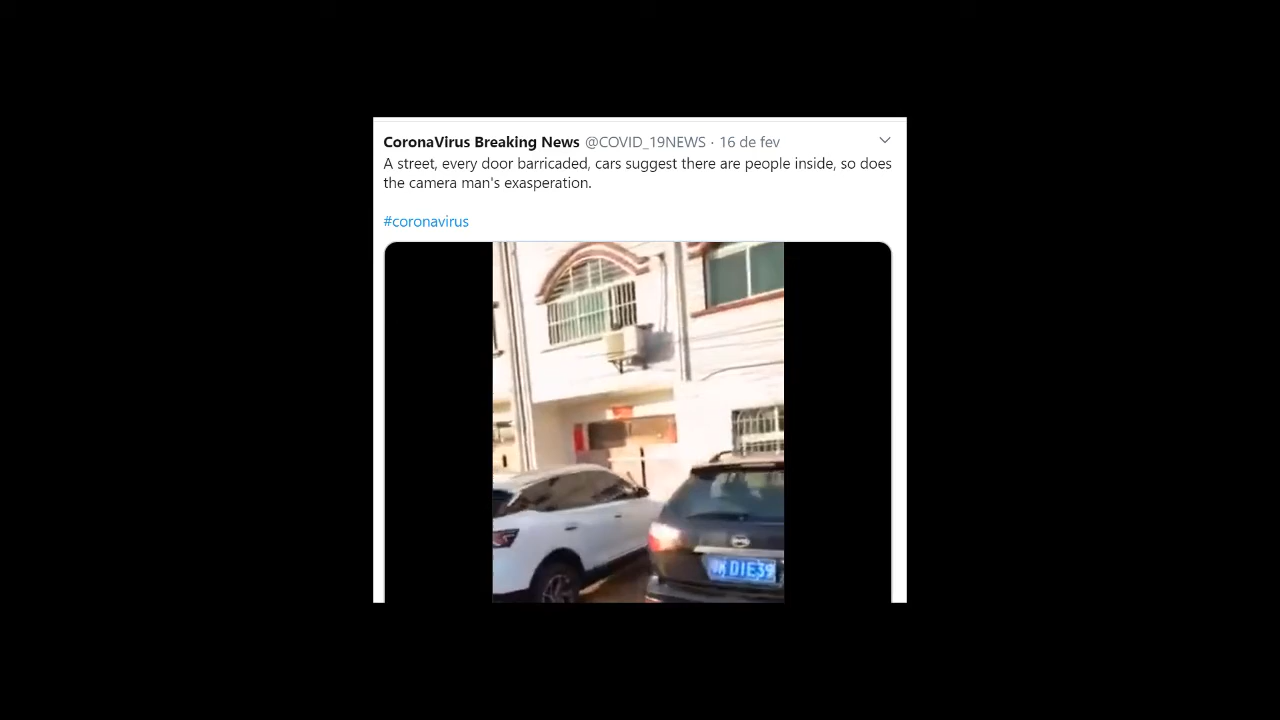 CoronaVirus Breaking News @COVID_19NEWS · 16 de fev
A street, every door barricaded, cars suggest there are people inside, so does
the camera man's exasperation.
#coronavirus